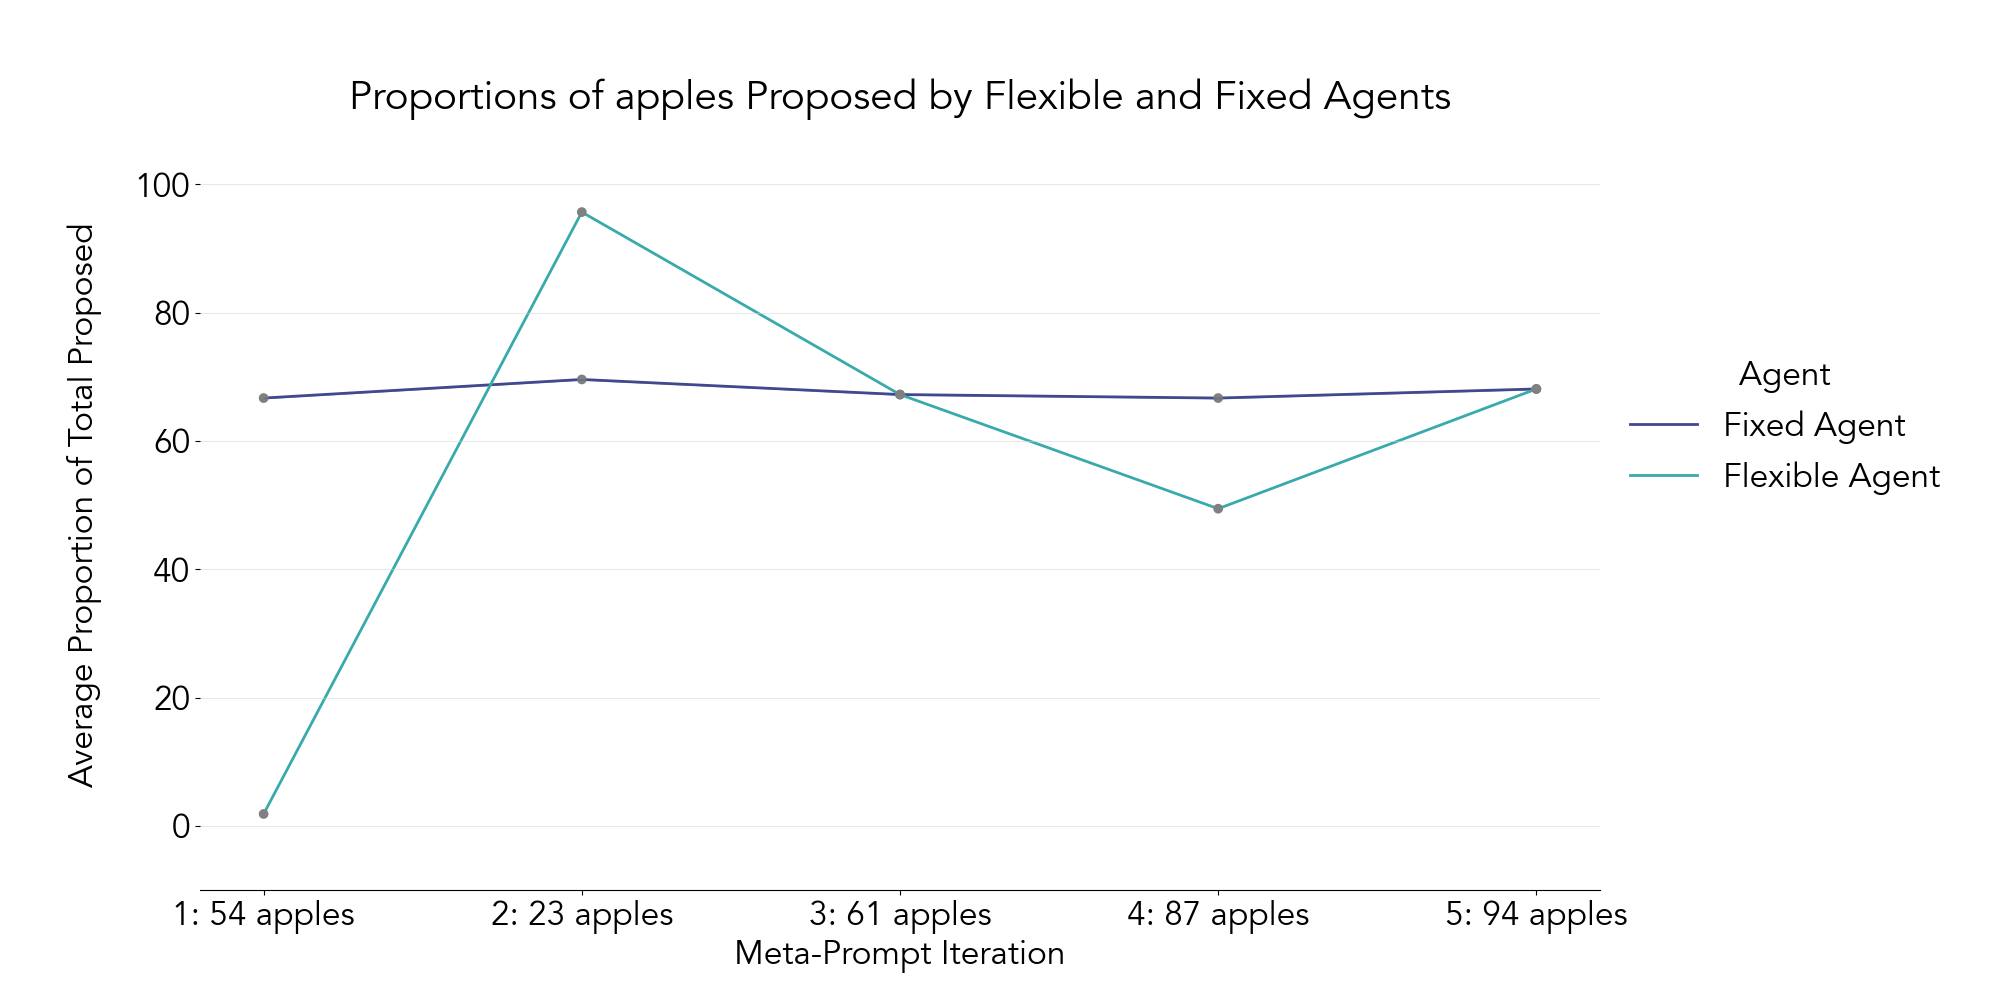 Proportions of apples Proposed by Flexible and Fixed Agents
Average Proportion of Total Proposed
100
80
60
40
20
0
1: 54 apples
2: 23 apples
3: 61 apples
4: 87 apples
5: 94 apples
Meta-Prompt Iteration
Agent
Fixed Agent
Flexible Agent